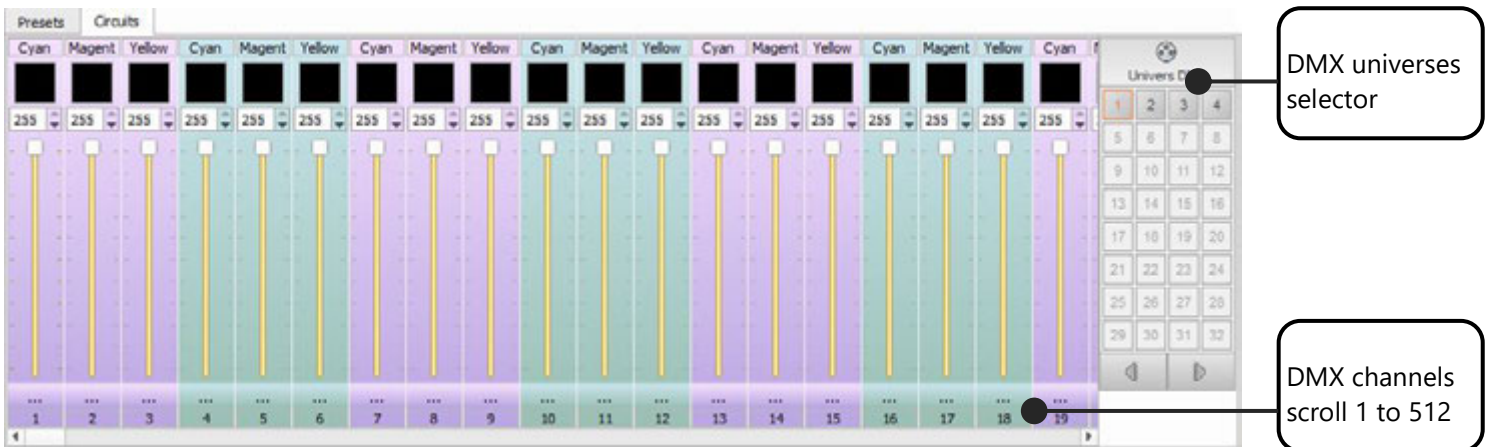 Presets Circuits
Cyan Magent Yellow Cyan Magent Yellow Cyan Magent Yellow Cyan Magent Yellow Cyan Magent Yellow Cyan Magent Yellow Cyan
255 255 255 255 255 255 255 255 255 255 255 255 255 255 255 255 255 255 255
... ... ... ... ... ... ... ... ... ... ... ... ... ... ... ... ... ... ...
1 2 3 4 5 6 7 8 9 10 11 12 13 14 15 16 17 18 19
Univers D
1 2 3 4
5 6 7 8
9 10 11 12
13 14 15 16
17 18 19 20
21 22 23 24
25 26 27 28
29 30 31 32
DMX universes
selector
DMX channels
scroll 1 to 512